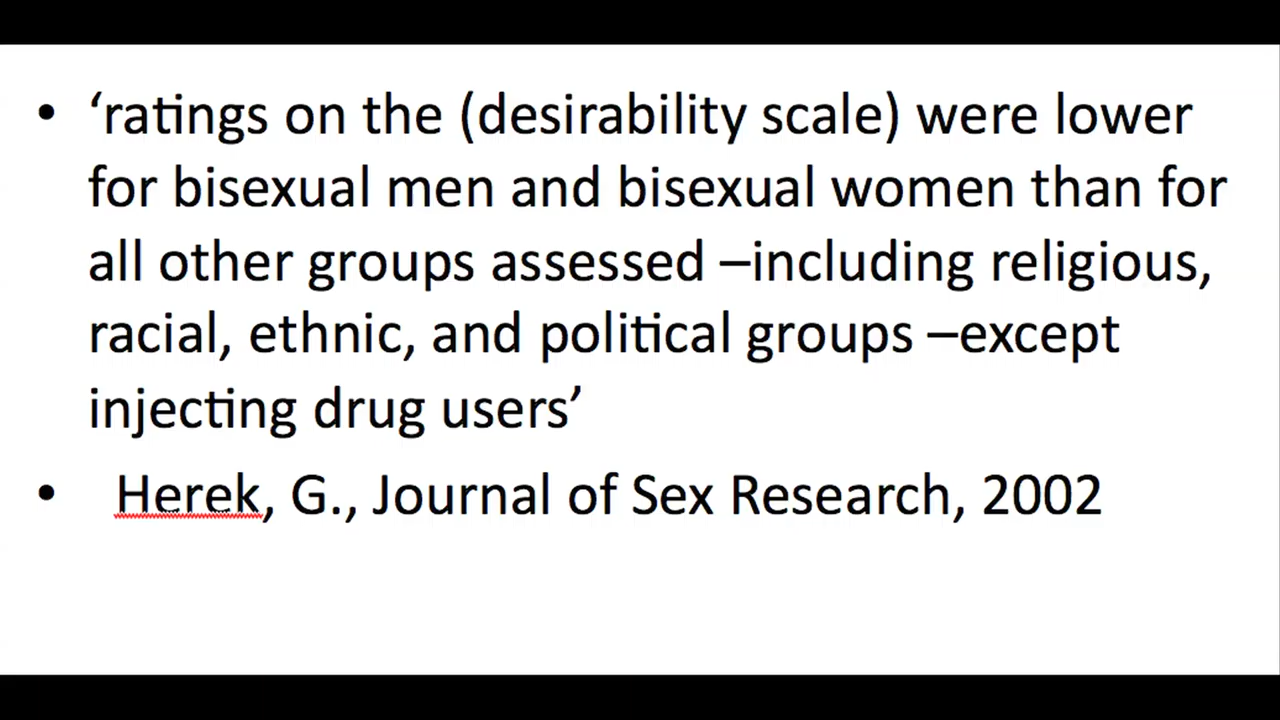 • ‘ratings on the (desirability scale) were lower
for bisexual men and bisexual women than for
all other groups assessed –including religious,
racial, ethnic, and political groups –except
injecting drug users’
• Herek, G., Journal of Sex Research, 2002